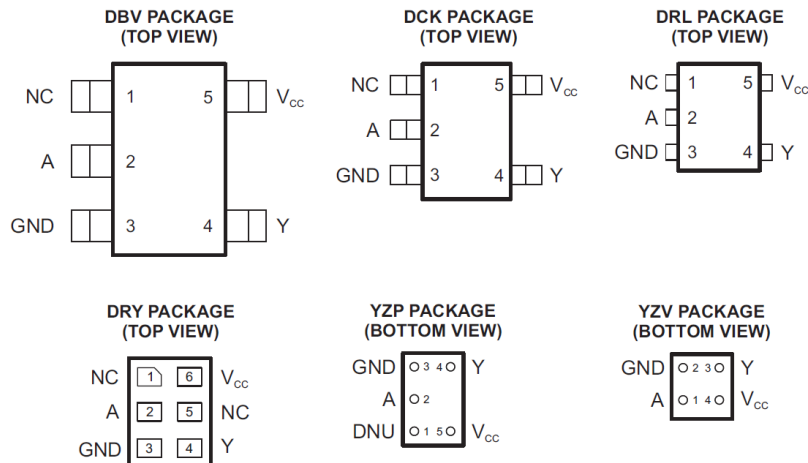 DBV PACKAGE
(TOP VIEW)
NC 1 5 VCC
A 2
GND 3 4 Y
DCK PACKAGE
(TOP VIEW)
NC 1 5 VCC
A 2
GND 3 4 Y
DRL PACKAGE
(TOP VIEW)
NC 1 5 VCC
A 2
GND 3 4 Y
DRY PACKAGE
(TOP VIEW)
NC 1 6 VCC
A 2 5 NC
GND 3 4 Y
YZP PACKAGE
(BOTTOM VIEW)
GND 3 4 Y
A 2
DNU 1 5 VCC
YZV PACKAGE
(BOTTOM VIEW)
GND 2 3 Y
A 1 4 VCC